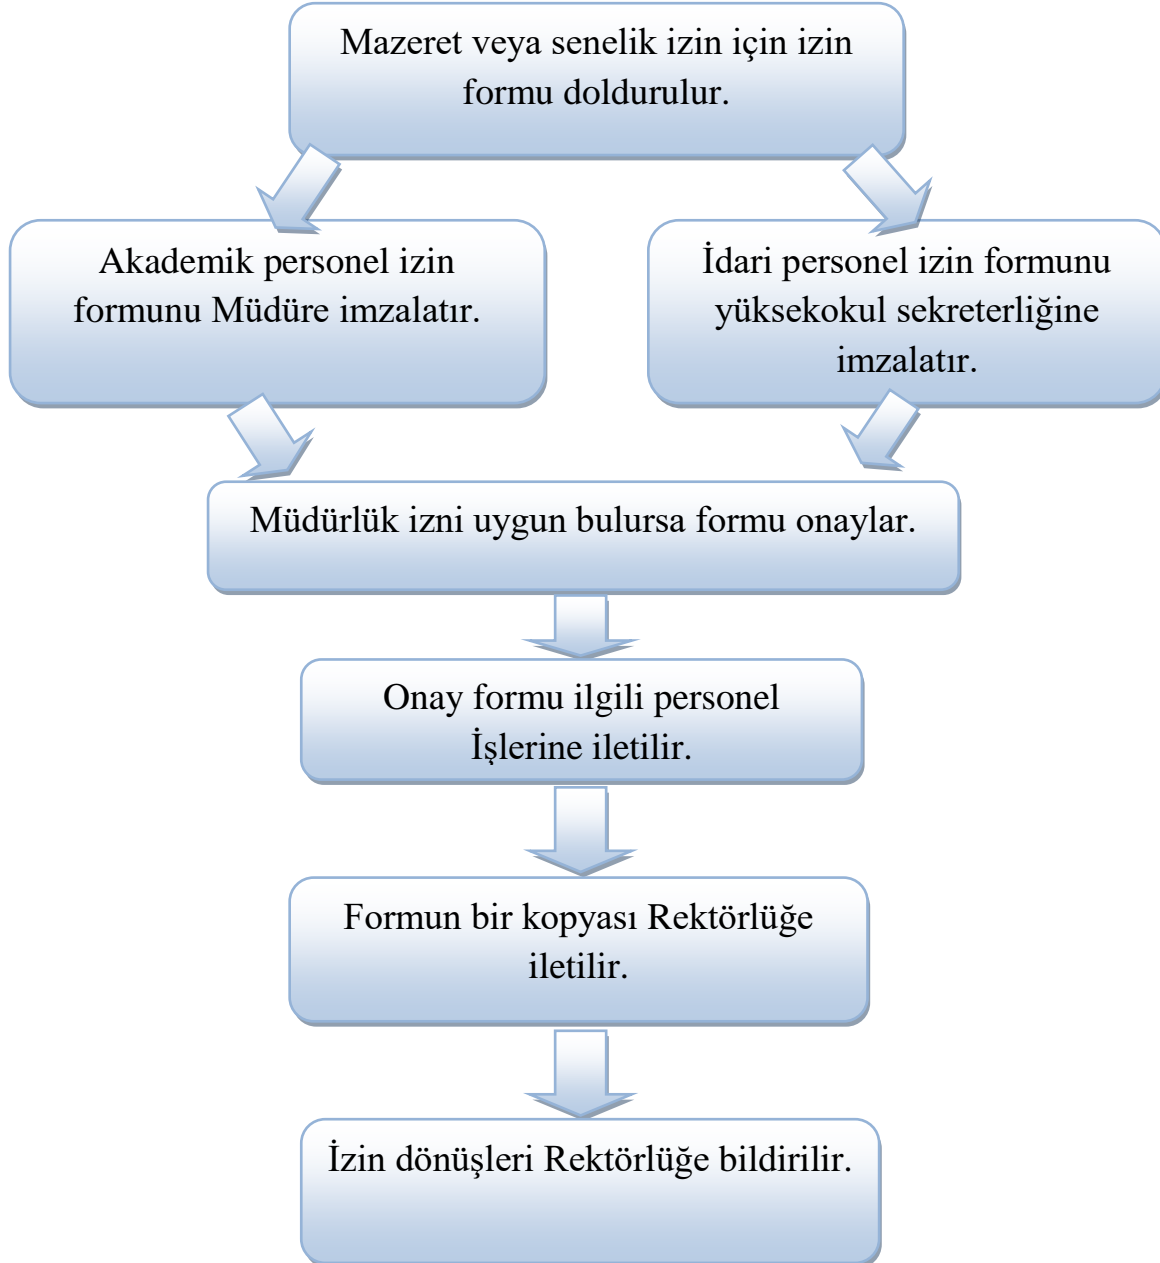 Mazeret veya senelik izin için izin
formu doldurulur.
Akademik personel izin
formunu Müdüre imzalatır.
İdari personel izin formunu
yüksekokul sekreterliğine
imzalatır.
Müdürlük izni uygun bulursa formu onaylar.
Onay formu ilgili personel
İşlerine iletilir.
Formun bir kopyası Rektörlüğe
iletilir.
İzin dönüşleri Rektörlüğe bildirilir.